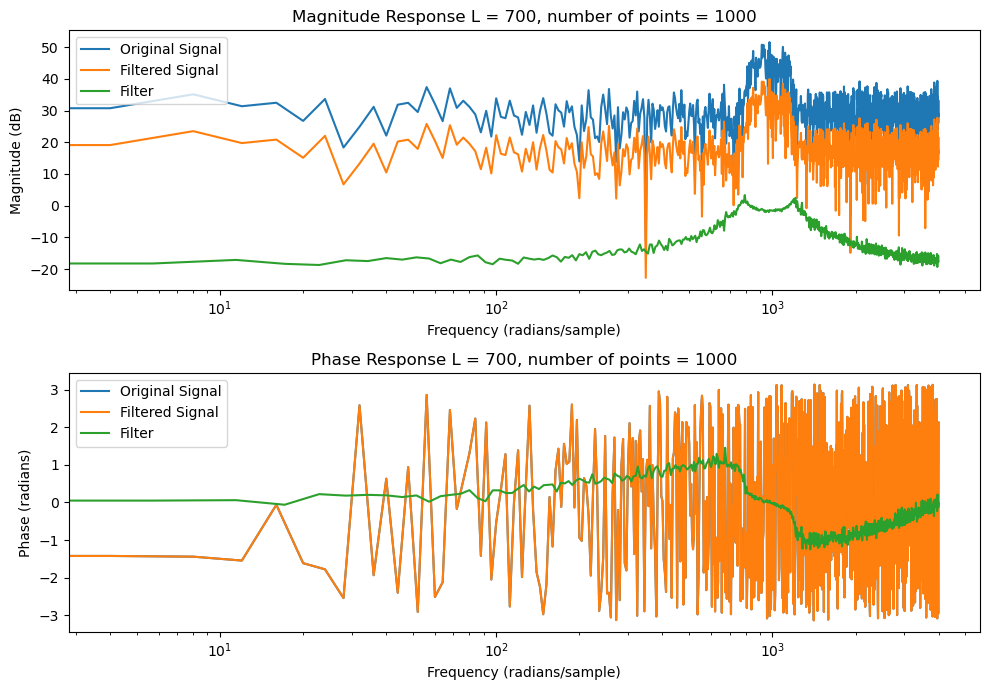 Magnitude Response L = 700, number of points = 1000
Original Signal
Filtered Signal
Filter
50
40
30
20
10
0
−10
−20
Magnitude (dB)
10¹
10²
10³
Frequency (radians/sample)
Phase Response L = 700, number of points = 1000
Original Signal
Filtered Signal
Filter
3
2
1
0
−1
−2
−3
Phase (radians)
10¹
10²
10³
Frequency (radians/sample)